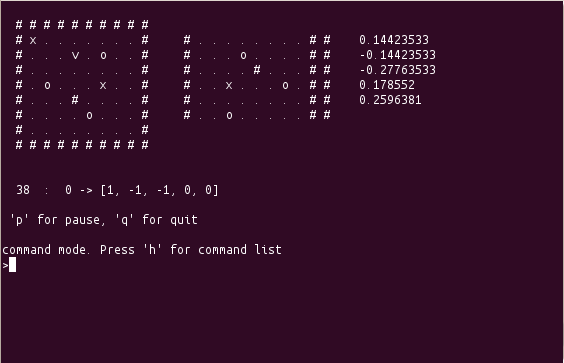 # # # # # # # # # #
# x . . . . . . . #     # . . . . . . . . # #    0.14423533
# . . . v . o . . #     # . . . o . . . . # #    -0.14423533
# . . . . . . . . #     # . . . . # . . . # #    -0.27763533
# . o . . . x . . #     # . . x . . . o . # #    0.178552
# . . . # . . . . #     # . . . . . . . . # #    0.2596381
# . . . . o . . . #     # . . o . . . . . # #
# . . . . . . . . #
# # # # # # # # # #
38  :  0 -> [1, -1, -1, 0, 0]
'p' for pause, 'q' for quit
command mode. Press 'h' for command list
>